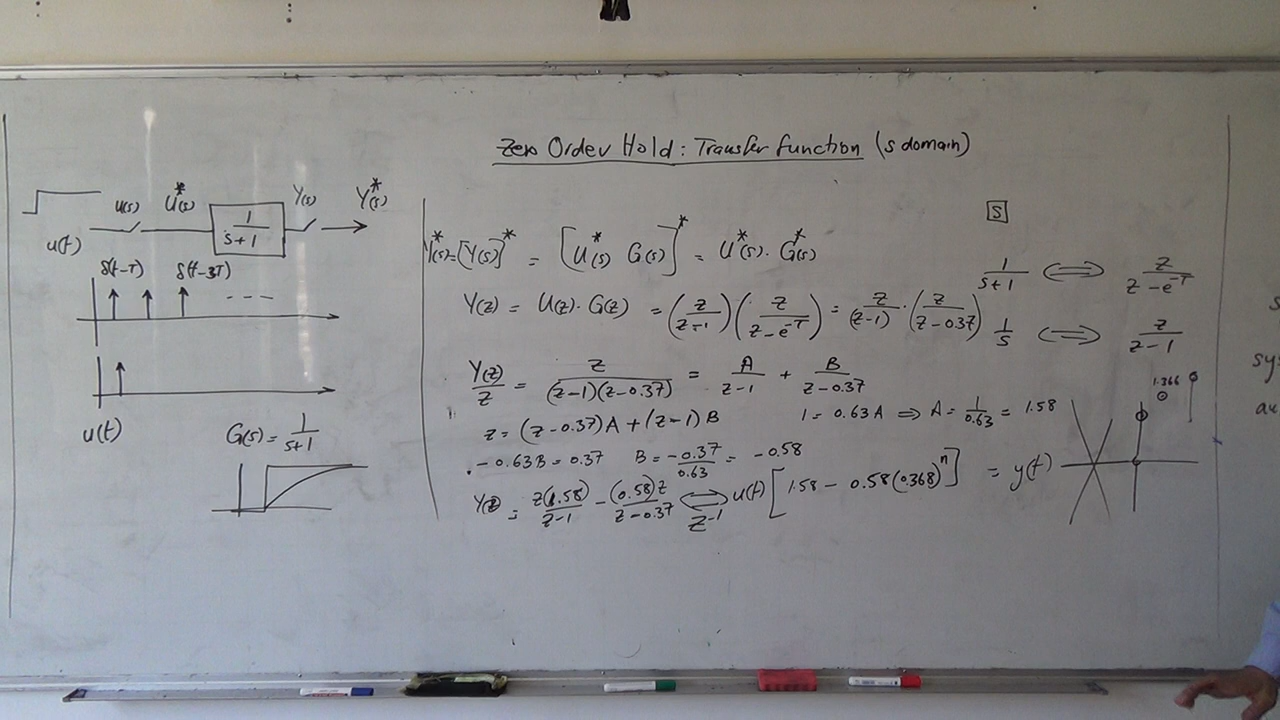 Zero Order Hold: Transfer function (s domain)
U(s) U*(s) Y(s) Y*(s)
u(t) 1/(s+1)
δ(t-T) δ(t-3T)
u(t)
G(s) = 1/(s+1)
Y*(s) = [Y(s)]* = [U*(s) G(s)]* = U*(s) · G*(s)
Y(z) = U(z) · G(z) = (z/(z-1)) (z/(z-e^-T)) = z/(z-1) · (z/(z-0.37))
Y(z)/z = z/((z-1)(z-0.37)) = A/(z-1) + B/(z-0.37)
z = (z-0.37)A + (z-1)B 1 = 0.63A ⇒ A = 1/0.63 = 1.58
-0.63B = 0.37 B = -0.37/0.63 = -0.58
Y(z) = z(1.58)/(z-1) - (0.58)z/(z-0.37) ⇔ z^-1 u(t)[1.58 - 0.58(0.368)^n] = y(t)
S
1/(s+1) ⇔ z/(z-e^-T)
1/s ⇔ z/(z-1)
1.366
sys